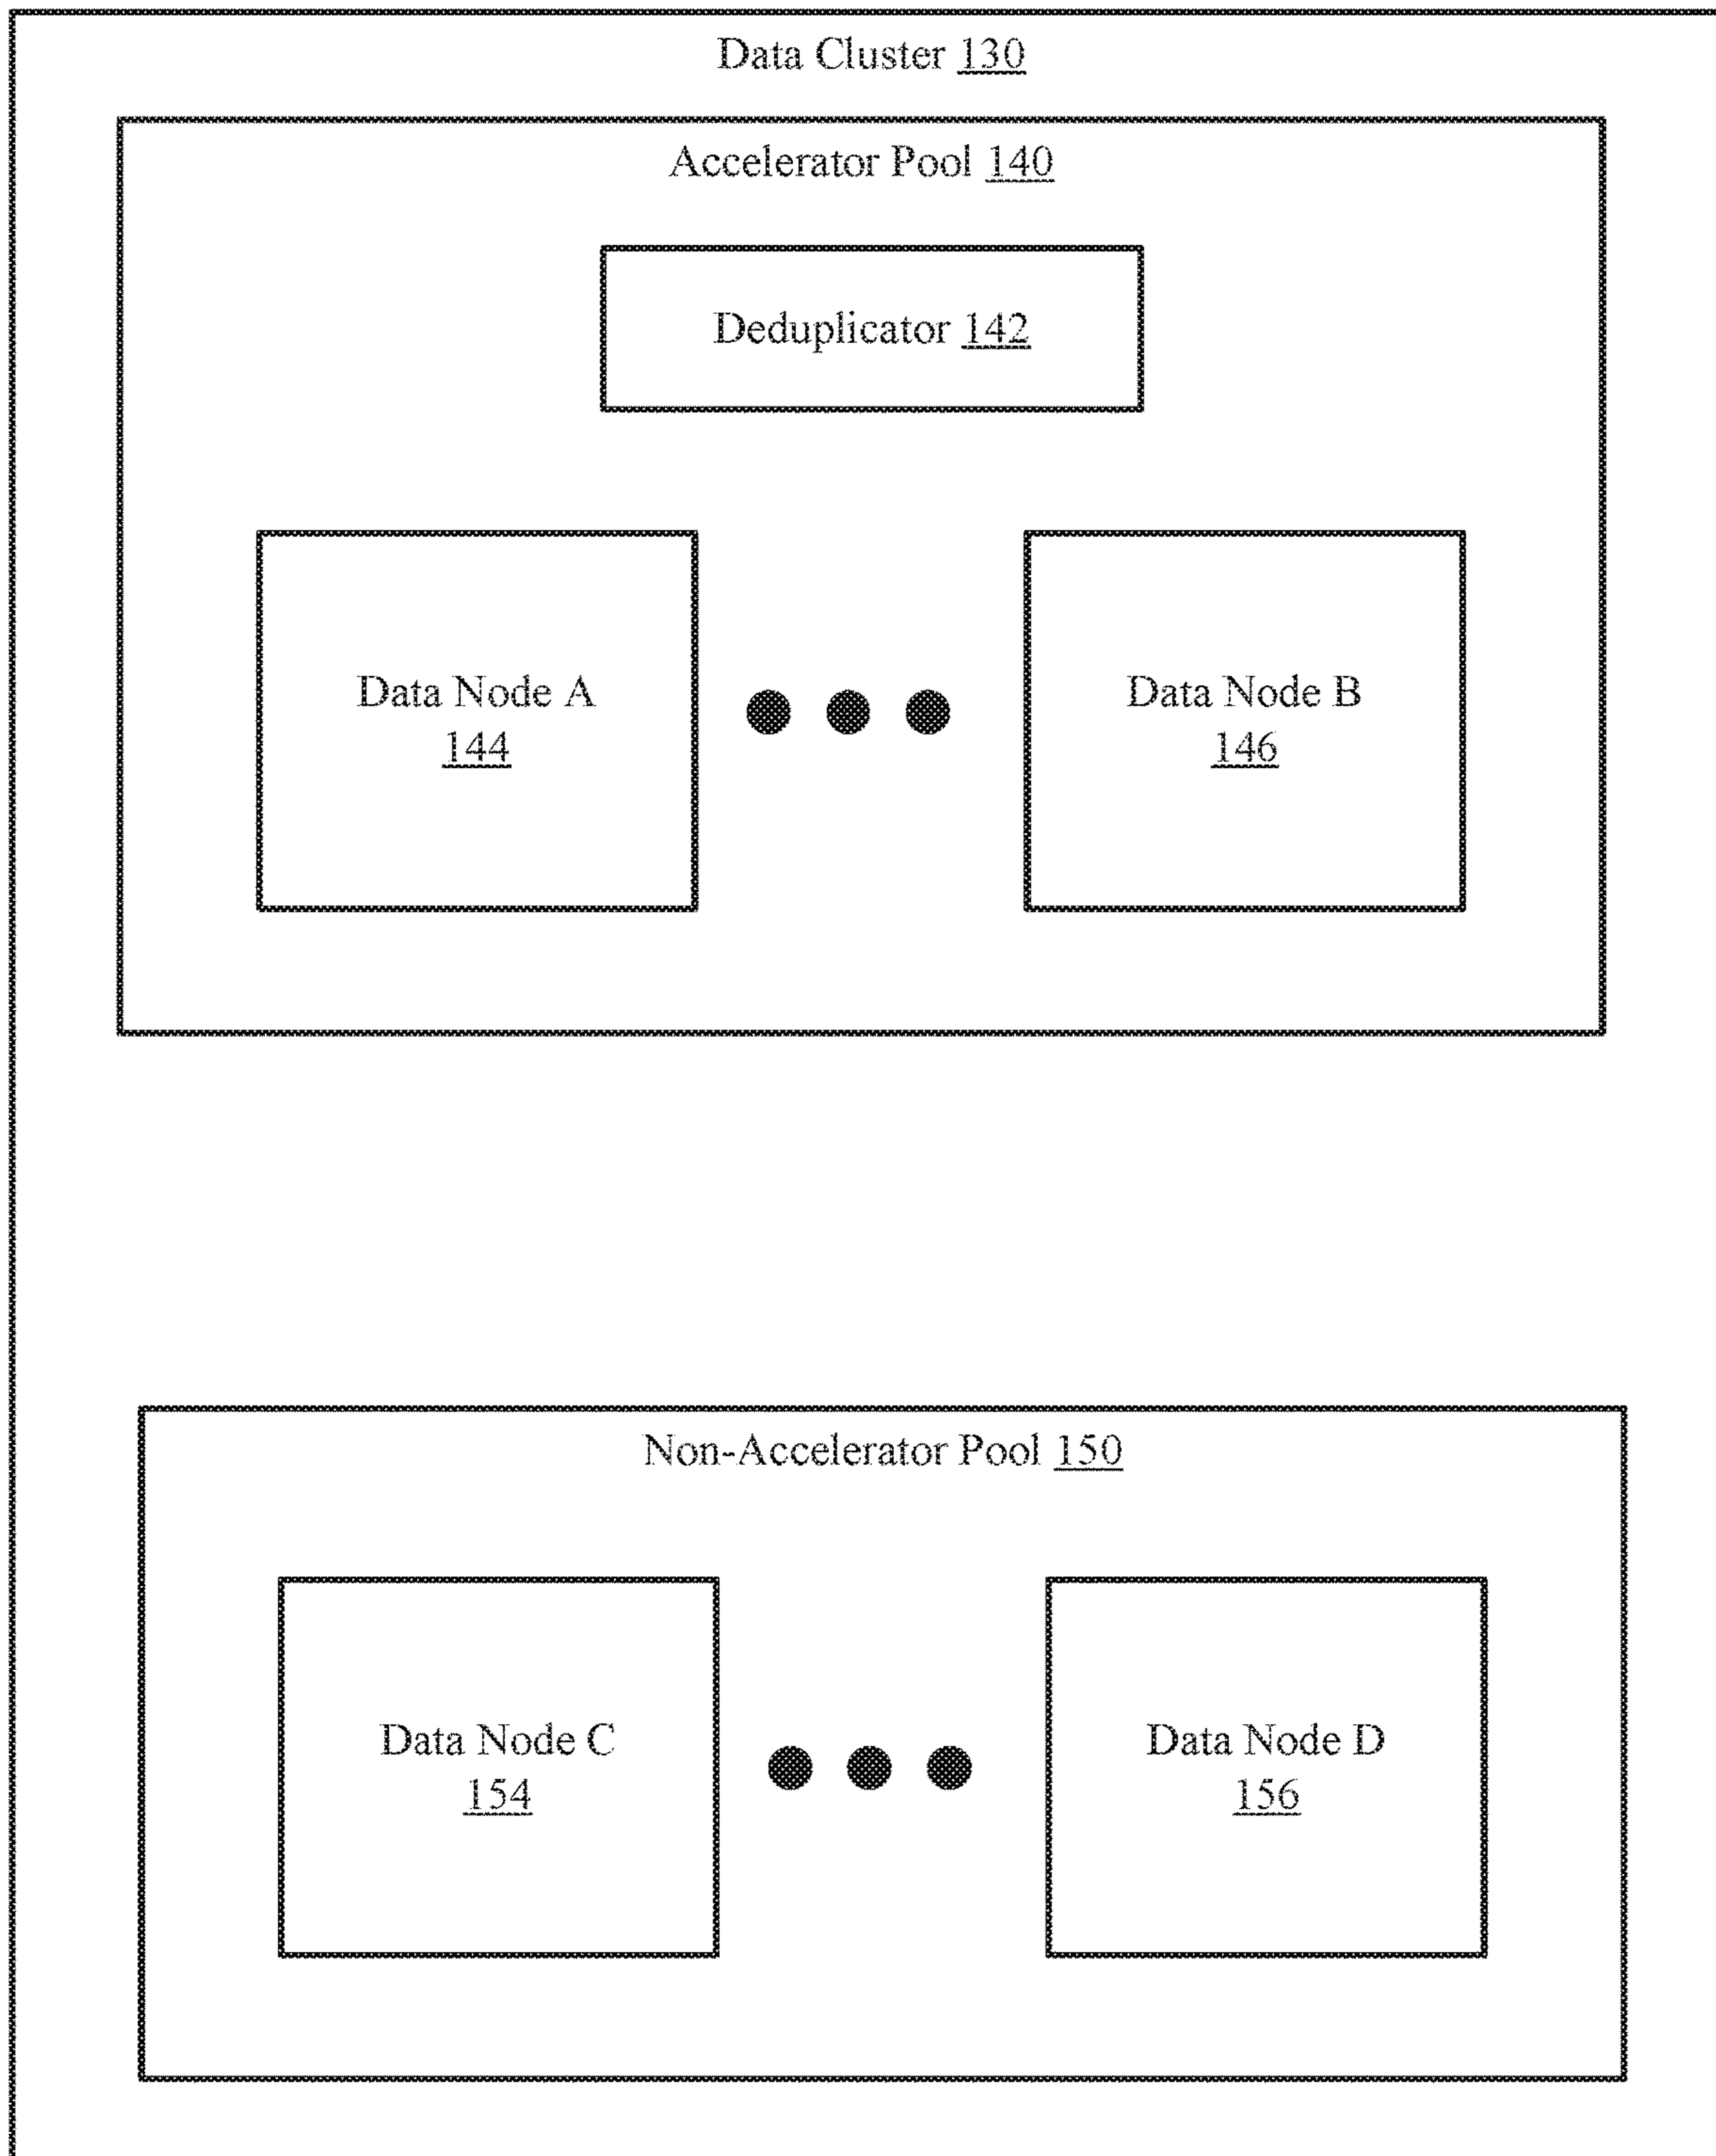 Data Cluster 130
Accelerator Pool 140
Deduplicator 142
Data Node A
144
Data Node B
146
Non-Accelerator Pool 150
Data Node C
154
Data Node D
156